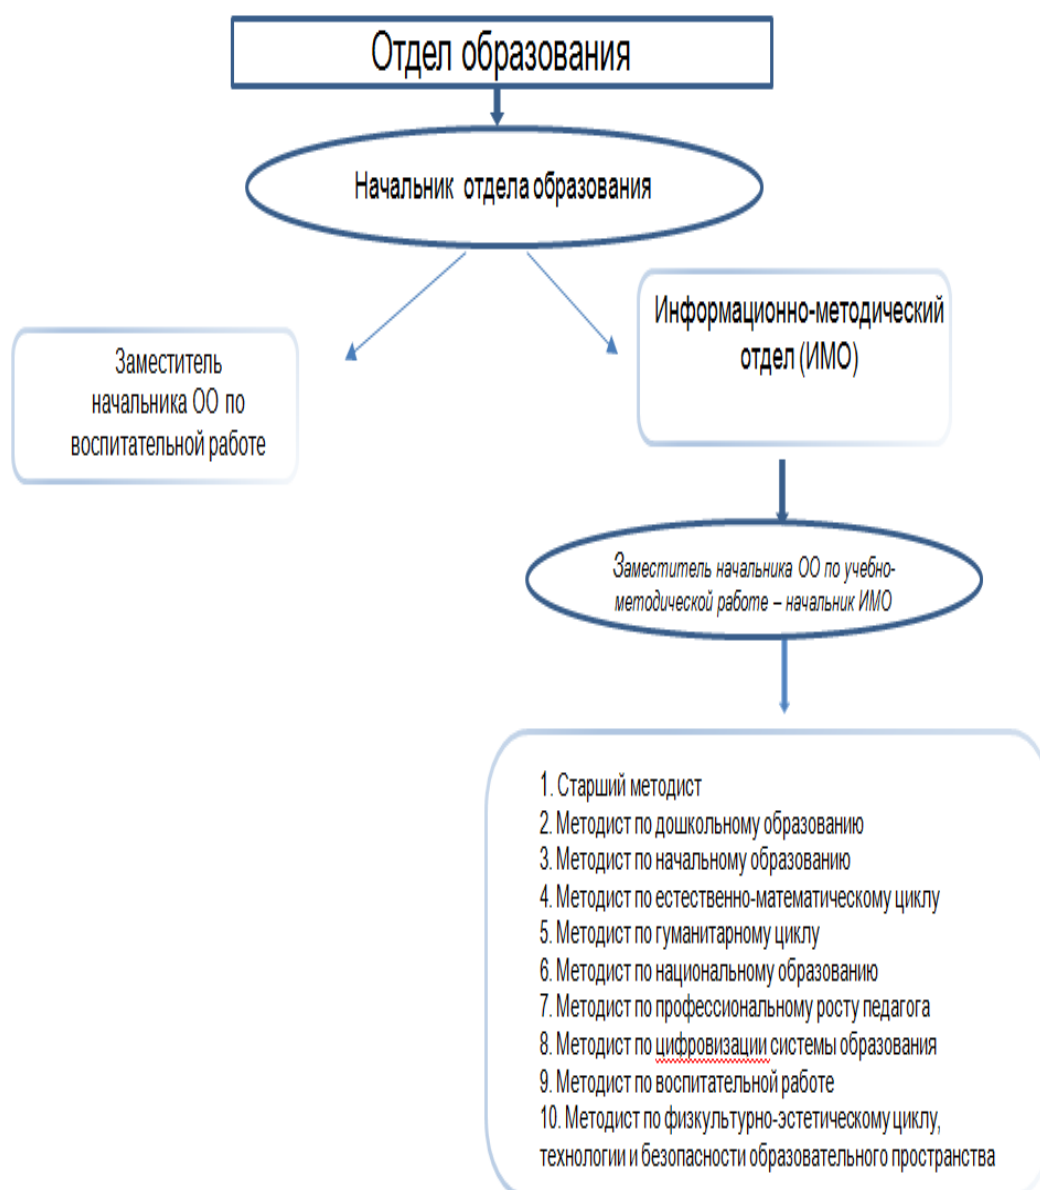 Отдел образования
Начальник отдела образования
Заместитель
начальника ОО по
воспитательной работе
Информационно-методический
отдел (ИМО)
Заместитель начальника ОО по учебно-
методической работе – начальник ИМО
1. Старший методист
2. Методист по дошкольному образованию
3. Методист по начальному образованию
4. Методист по естественно-математическому циклу
5. Методист по гуманитарному циклу
6. Методист по национальному образованию
7. Методист по профессиональному росту педагога
8. Методист по цифровизации системы образования
9. Методист по воспитательной работе
10. Методист по физкультурно-эстетическому циклу,
технологии и безопасности образовательного пространства